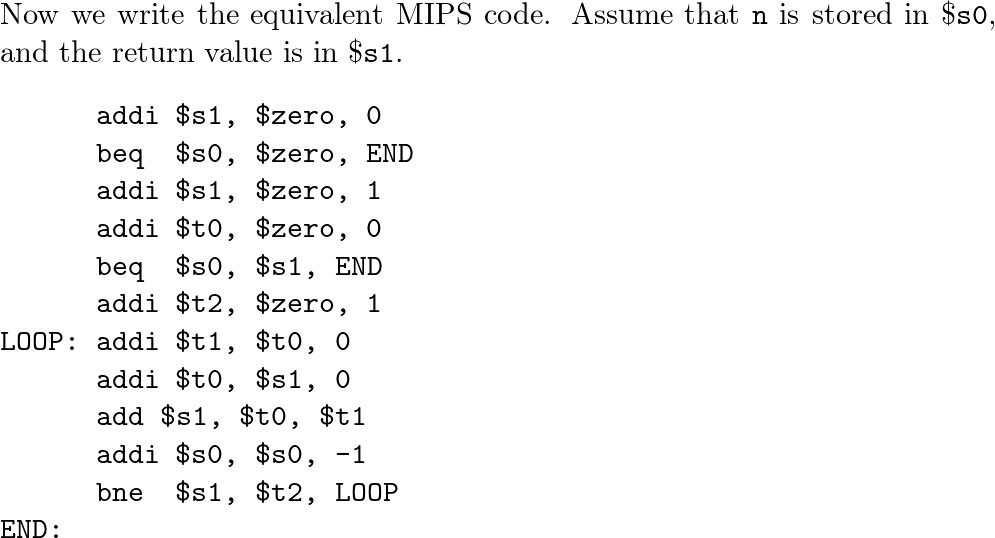 Now we write the equivalent MIPS code. Assume that n is stored in $s0,
and the return value is in $s1.
addi $s1, $zero, 0
beq  $s0, $zero, END
addi $s1, $zero, 1
addi $t0, $zero, 0
beq  $s0, $s1, END
addi $t2, $zero, 1
LOOP: addi $t1, $t0, 0
addi $t0, $s1, 0
add $s1, $t0, $t1
addi $s0, $s0, -1
bne  $s1, $t2, LOOP
END: